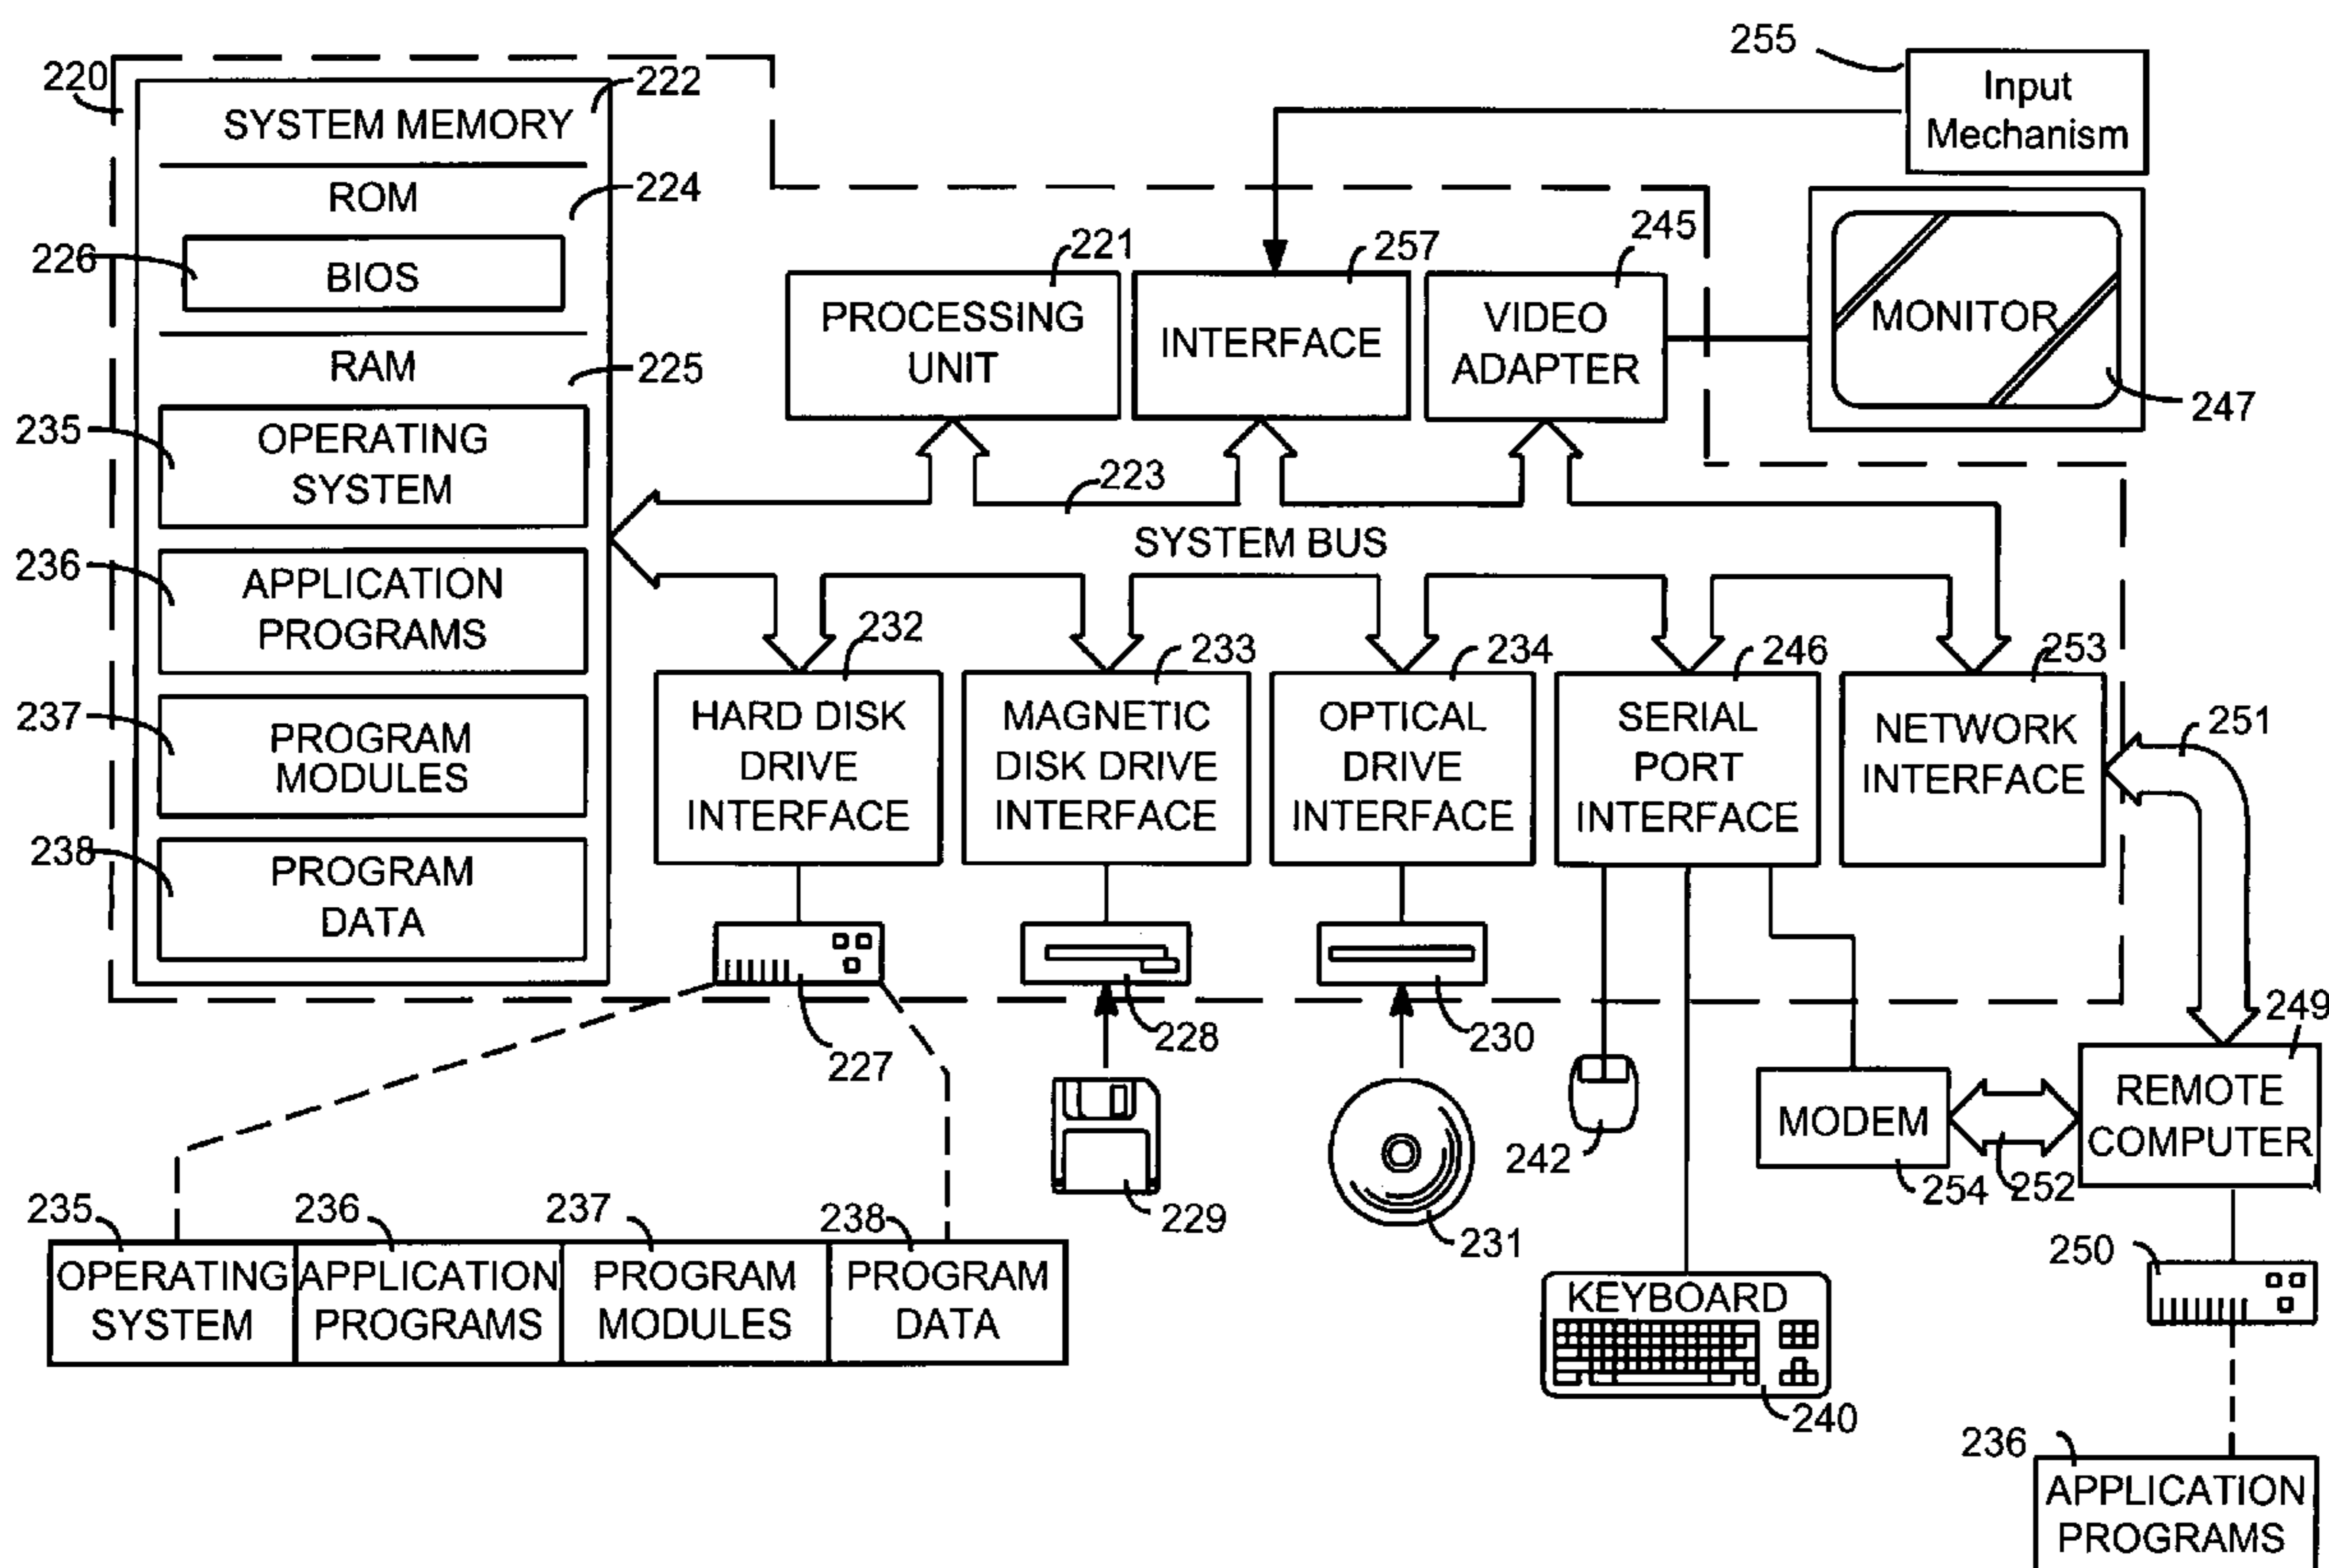 255
Input
Mechanism
220
222
SYSTEM MEMORY
ROM
224
226
BIOS
RAM
225
235
OPERATING
SYSTEM
236
APPLICATION
PROGRAMS
237
PROGRAM
MODULES
238
PROGRAM
DATA
221
PROCESSING
UNIT
257
INTERFACE
245
VIDEO
ADAPTER
MONITOR
247
223
SYSTEM BUS
232
HARD DISK
DRIVE
INTERFACE
233
MAGNETIC
DISK DRIVE
INTERFACE
234
OPTICAL
DRIVE
INTERFACE
246
SERIAL
PORT
INTERFACE
253
NETWORK
INTERFACE
251
227
228
230
249
REMOTE
COMPUTER
229
231
242
MODEM
254
252
235
OPERATING
SYSTEM
236
APPLICATION
PROGRAMS
237
PROGRAM
MODULES
238
PROGRAM
DATA
KEYBOARD
240
250
236
APPLICATION
PROGRAMS